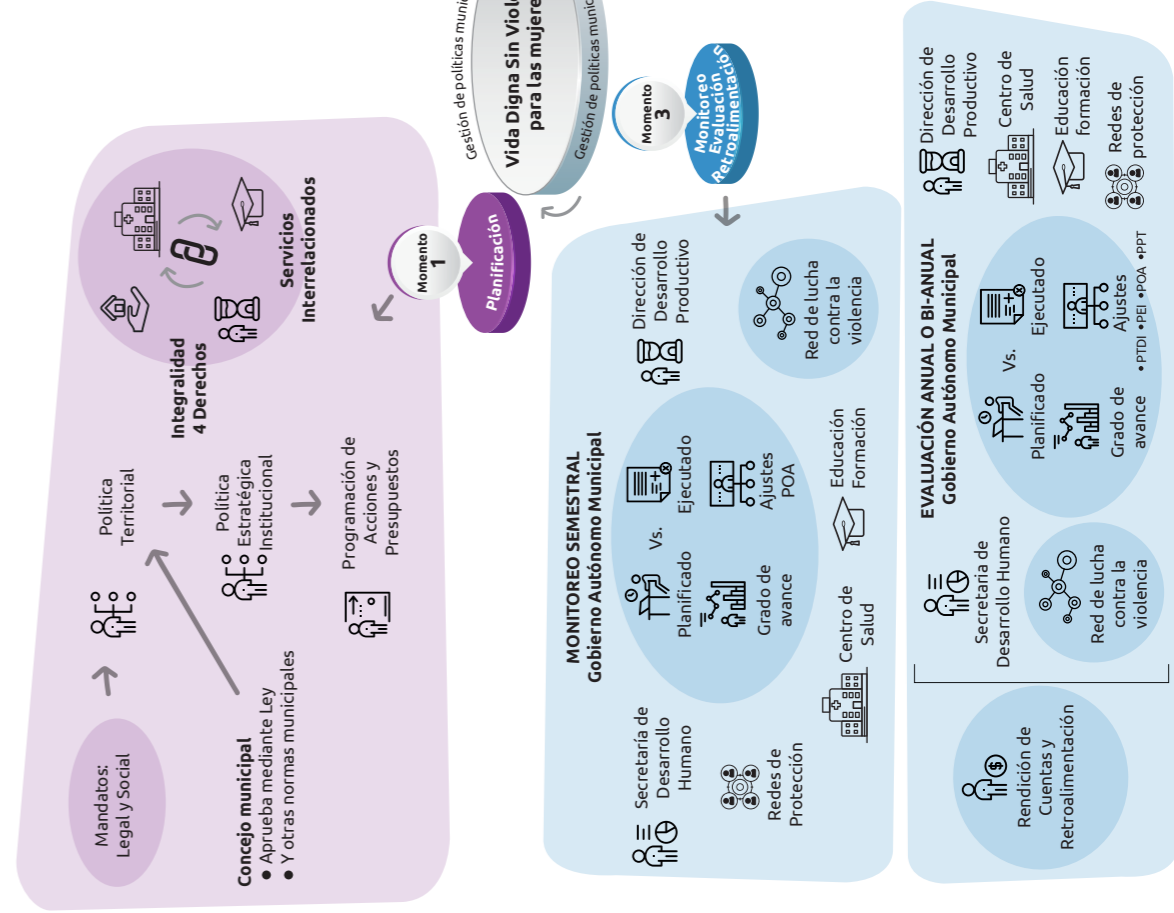 Mandatos:
Legal y Social
Concejo municipal
● Aprueba mediante Ley
● Y otras normas municipales
Política
Territorial
Política
Estratégica
Institucional
Programación de
Acciones y
Presupuestos
Integralidad
4 Derechos
Servicios
Interrelacionados
Momento
1
Planificación
Gestión de políticas
Vida Digna Sin
para las
Gestión de políticas
Momento
3
Monitoreo
Evaluación
Retroalimentación
MONITOREO SEMESTRAL
Gobierno Autónomo Municipal
Secretaría de
Desarrollo
Humano
Redes de
Protección
Planificado
Vs.
Ejecutado
Grado de
avance
Ajustes
POA
Centro de
Salud
Educación
Formación
Dirección de
Desarrollo
Productivo
Red de lucha
contra la
violencia
EVALUACIÓN ANUAL O BI-ANUAL
Gobierno Autónomo Municipal
Rendición de
Cuentas y
Retroalimentación
Secretaria de
Desarrollo Humano
Red de lucha
contra la
violencia
Planificado
Vs.
Ejecutado
Grado de
avance
Ajustes
• PTDI • PEI • POA • PPT
Dirección de
Desarrollo
Productivo
Centro de
Salud
Educación
Formación
Redes de
protección